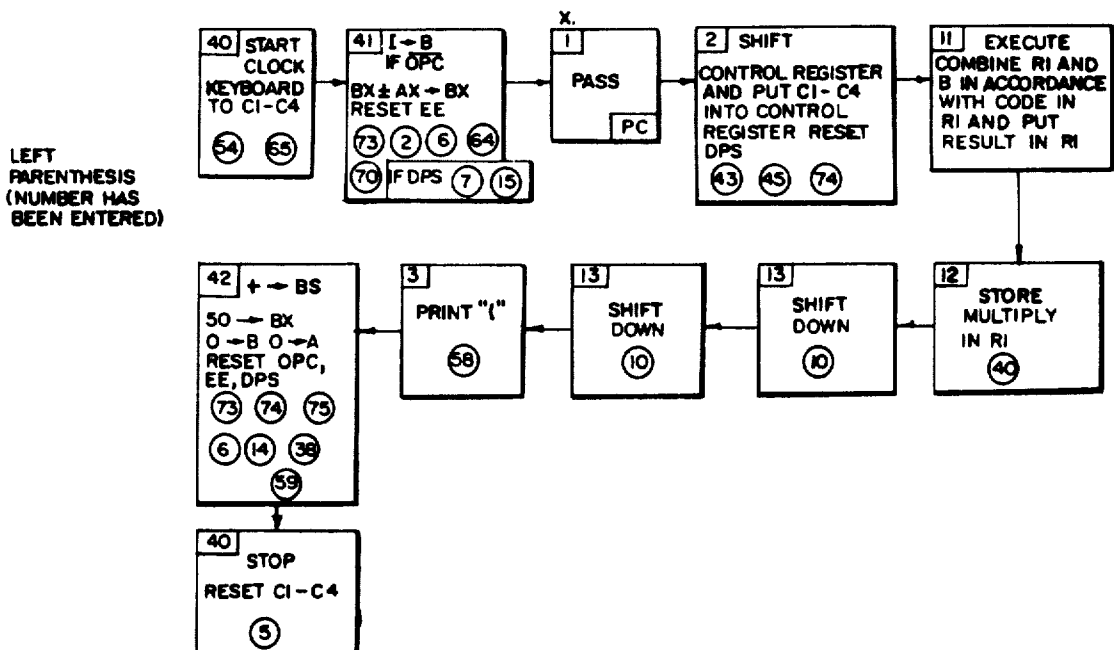 LEFT
PARENTHESIS
(NUMBER HAS
BEEN ENTERED)
40 START
CLOCK
KEYBOARD
TO C1-C4
54 65
41 I→B
IF O̅P̅C̅
BX ± AX → BX
RESET EE
73 2 6 64
70 IF DPS 7 15
X.
1
PASS
PC
2 SHIFT
CONTROL REGISTER
AND PUT C1-C4
INTO CONTROL
REGISTER RESET
DPS
43 45 74
11 EXECUTE
COMBINE R1 AND
B IN ACCORDANCE
WITH CODE IN
R1 AND PUT
RESULT IN R1
12
STORE
MULTIPLY
IN R1
40
13
SHIFT
DOWN
10
13
SHIFT
DOWN
10
3
PRINT "("
58
42 + → BS
50 → BX
0 → B 0 → A
RESET OPC,
EE, DPS
73 74 75
6 14 38
59
40
STOP
RESET C1-C4
5